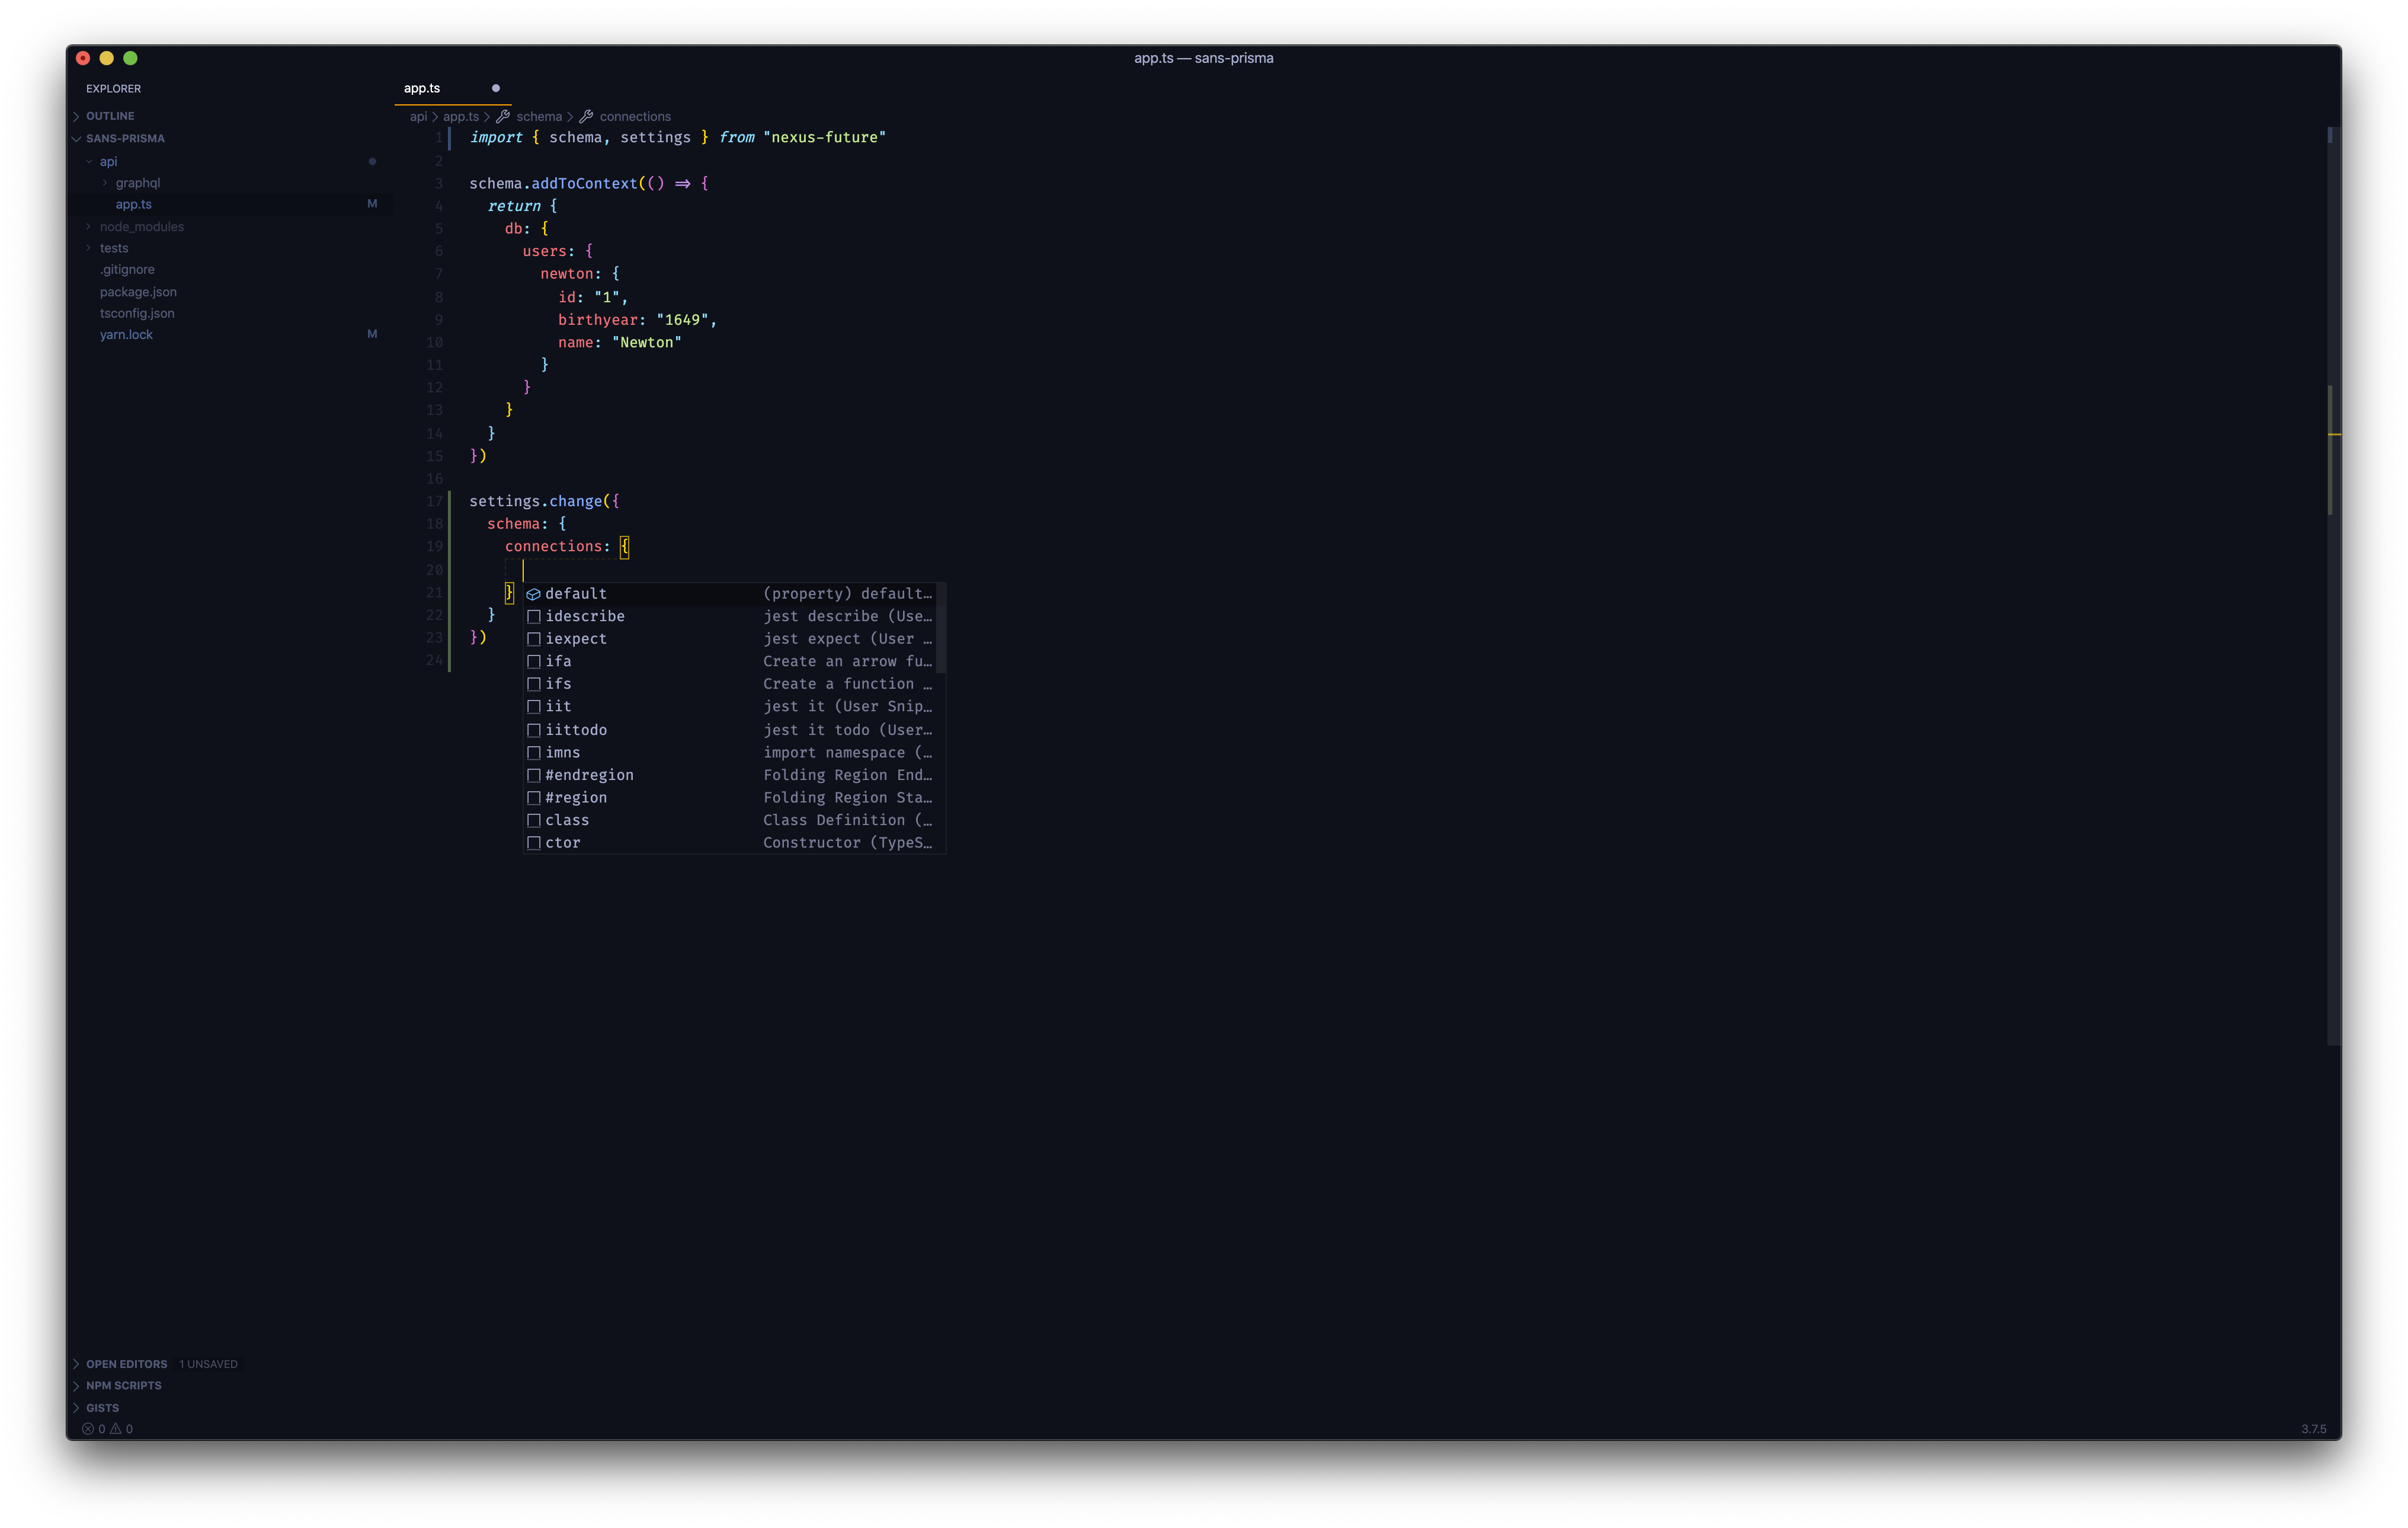 app.ts — sans-prisma
EXPLORER
OUTLINE
SANS-PRISMA
api
graphql
app.ts M
node_modules
tests
.gitignore
package.json
tsconfig.json
yarn.lock M
OPEN EDITORS 1 UNSAVED
NPM SCRIPTS
GISTS
app.ts
api > app.ts > schema > connections
1 import { schema, settings } from "nexus-future"
2
3 schema.addToContext(() => {
4 return {
5 db: {
6 users: {
7 newton: {
8 id: "1",
9 birthyear: "1649",
10 name: "Newton"
11 }
12 }
13 }
14 }
15 })
16
17 settings.change({
18 schema: {
19 connections: {
20
21 }
22 }
23 })
24
default (property) default…
idescribe jest describe (Use…
iexpect jest expect (User …
ifa Create an arrow fu…
ifs Create a function …
iit jest it (User Snip…
iittodo jest it todo (User…
imns import namespace (…
#endregion Folding Region End…
#region Folding Region Sta…
class Class Definition (…
ctor Constructor (TypeS…
0 0
3.7.5